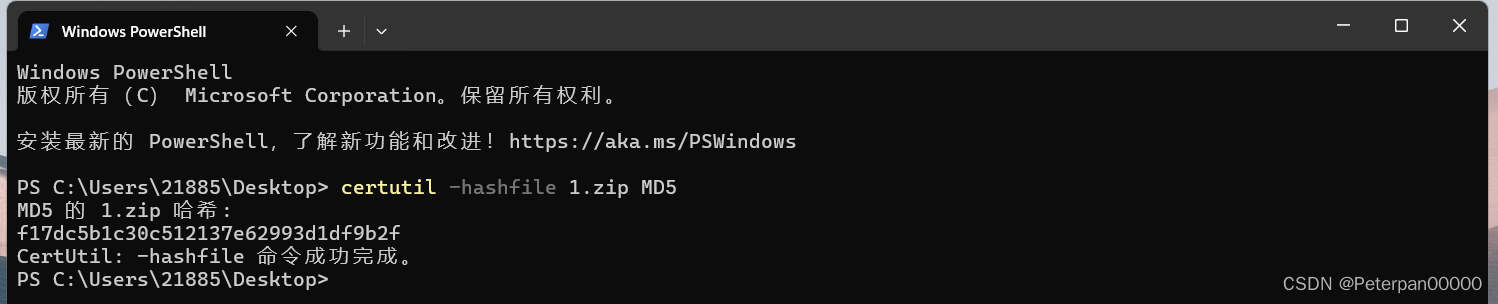 Windows PowerShell
Windows PowerShell
版权所有（C） Microsoft Corporation。保留所有权利。
安装最新的 PowerShell，了解新功能和改进！https://aka.ms/PSWindows
PS C:\Users\21885\Desktop> certutil -hashfile 1.zip MD5
MD5 的 1.zip 哈希:
f17dc5b1c30c512137e62993d1df9b2f
CertUtil: -hashfile 命令成功完成。
PS C:\Users\21885\Desktop>
CSDN @Peterpan00000